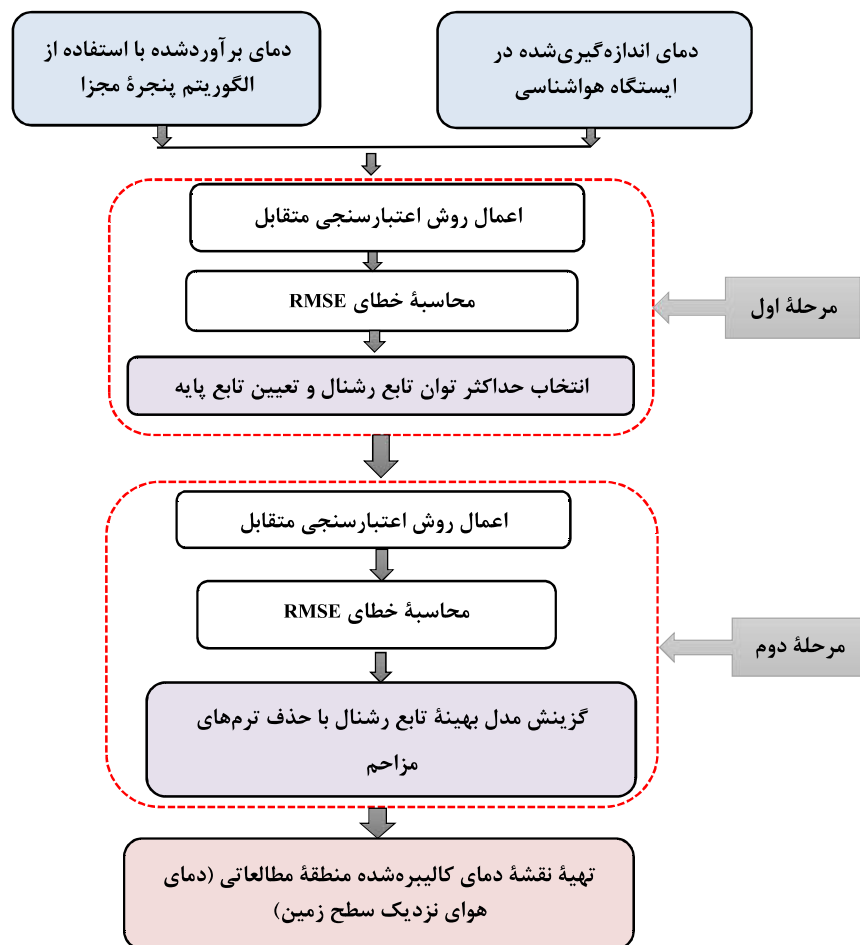 دمای اندازه‌گیری‌شده در
ایستگاه هواشناسی
دمای برآوردشده با استفاده از
الگوریتم پنجرهٔ مجزا
اعمال روش اعتبارسنجی متقابل
محاسبهٔ خطای RMSE
انتخاب حداکثر توان تابع رشنال و تعیین تابع پایه
مرحلهٔ اول
اعمال روش اعتبارسنجی متقابل
محاسبهٔ خطای RMSE
گزینش مدل بهینهٔ تابع رشنال با حذف ترم‌های
مزاحم
مرحلهٔ دوم
تهیهٔ نقشهٔ دمای کالیبره‌شده منطقهٔ مطالعاتی (دمای
هوای نزدیک سطح زمین)